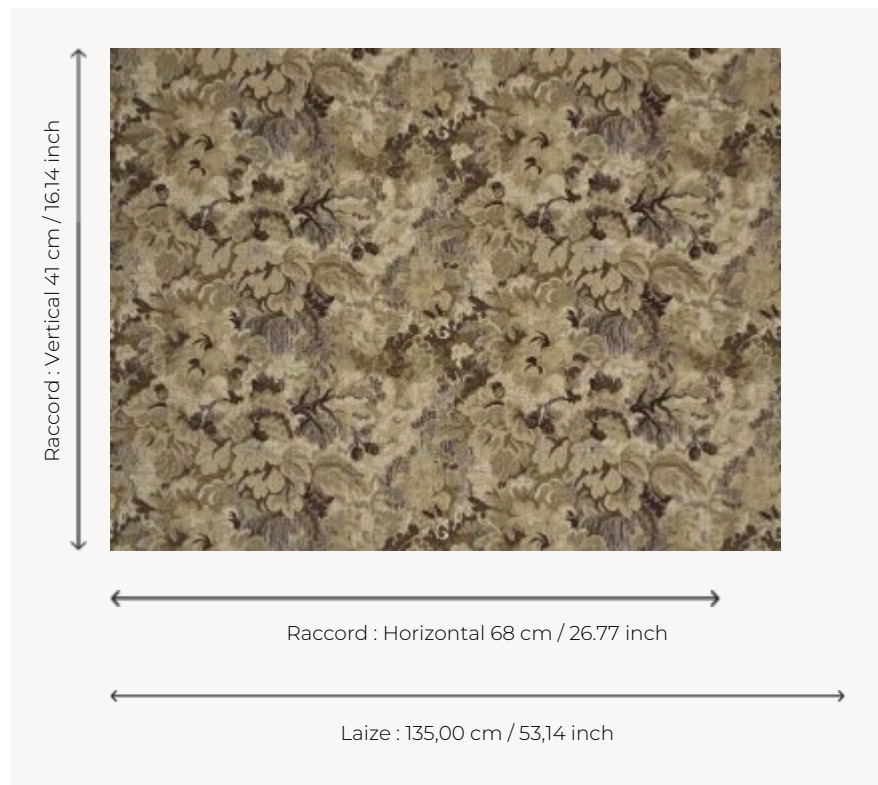 Raccord : Vertical 41 cm / 16.14 inch
Raccord : Horizontal 68 cm / 26.77 inch
Laize : 135,00 cm / 53,14 inch